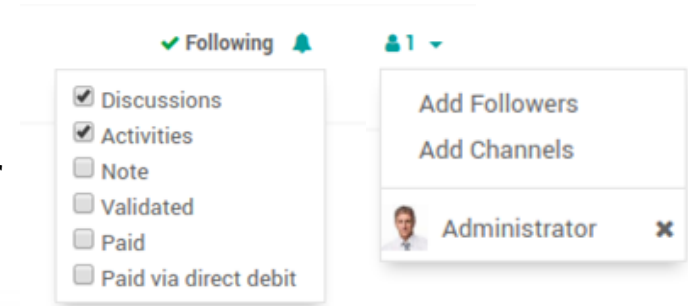 Following
1
Discussions
Activities
Note
Validated
Paid
Paid via direct debit
Add Followers
Add Channels
Administrator